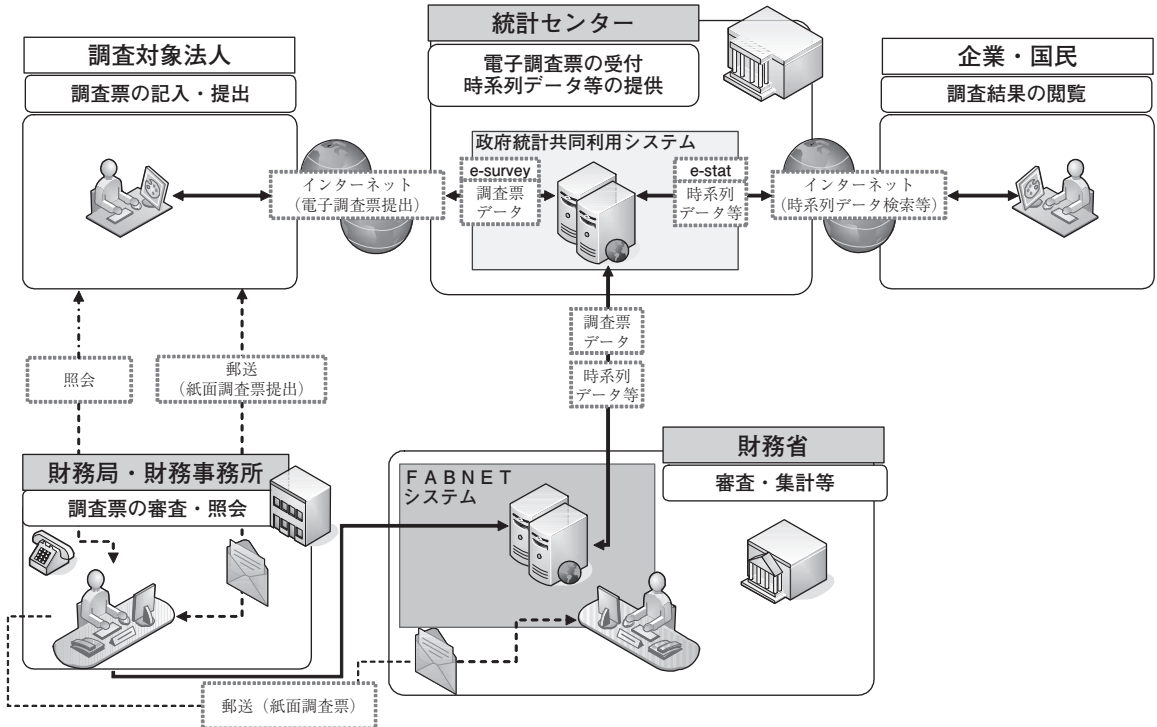 統計センター
電子調査票の受付
時系列データ等の提供
調査対象法人
調査票の記入・提出
企業・国民
調査結果の閲覧
政府統計共同利用システム
e-survey
調査票
データ
e-stat
時系列
データ等
インターネット
（電子調査票提出）
インターネット
（時系列データ検索等）
調査票
データ
時系列
データ等
照会
郵送
（紙面調査票提出）
財務局・財務事務所
調査票の審査・照会
財務省
審査・集計等
ＦＡＢＮＥＴ
システム
郵送（紙面調査票）